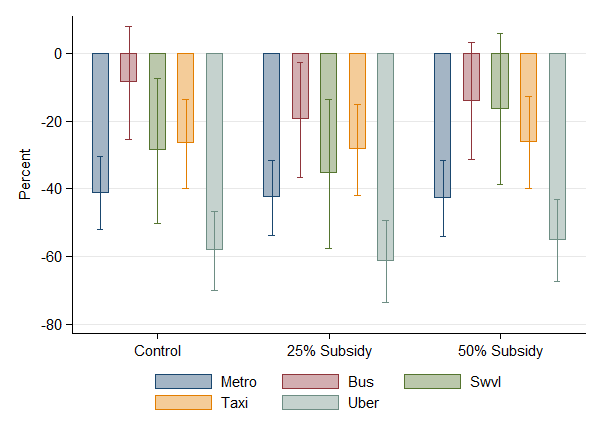 Percent
0
-20
-40
-60
-80
Control 25% Subsidy 50% Subsidy
Metro Bus Swvl
Taxi Uber